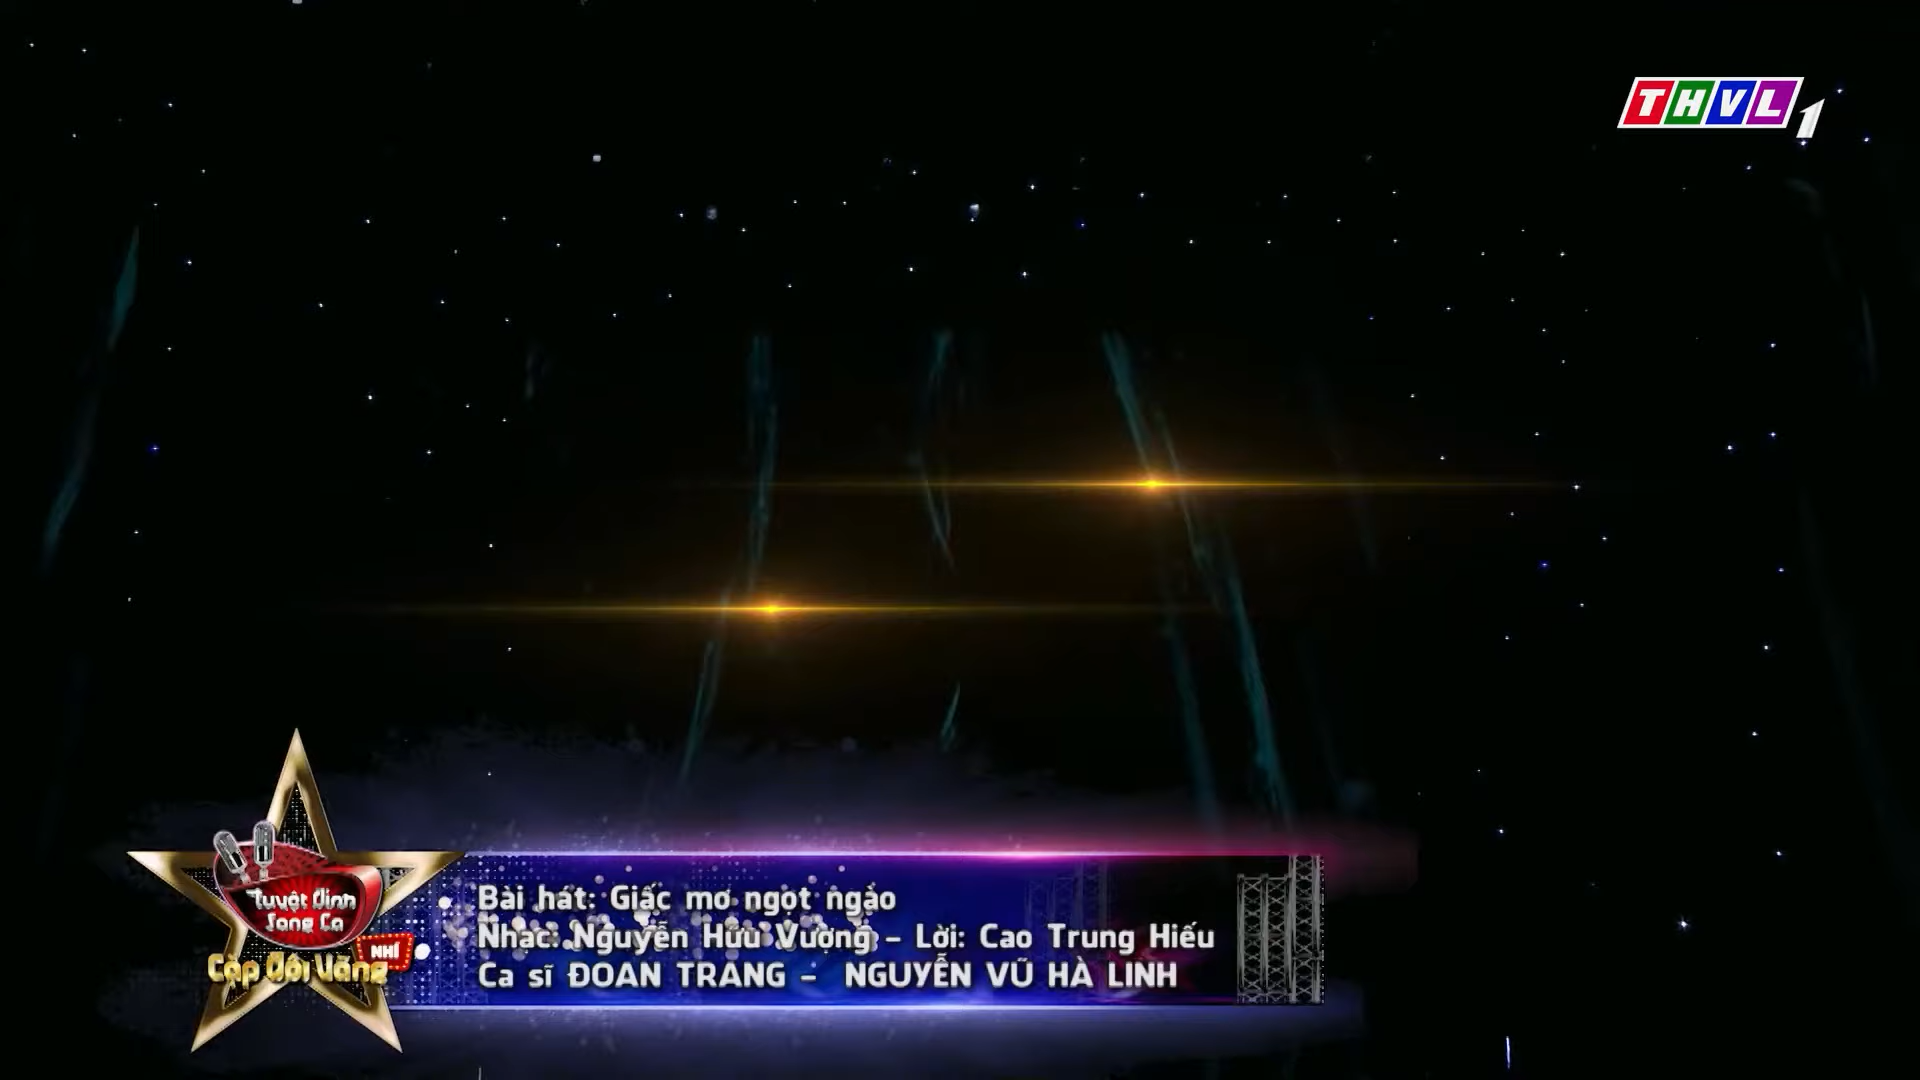 THVL1
Bài hát: Giấc mơ ngọt ngào
Nhạc: Nguyễn Hữu Vượng – Lời: Cao Trung Hiếu
Ca sĩ ĐOAN TRANG – NGUYỄN VŨ HÀ LINH
Tuyệt Đỉnh
Song Ca
NHÍ
Cặp Đôi Vàng